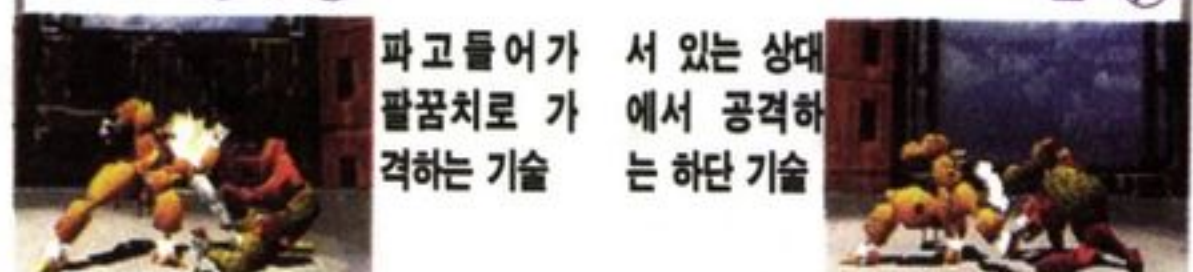 파고들어가
팔꿈치로 가
격하는 기술
서 있는 상대
에서 공격하
는 하단 기술